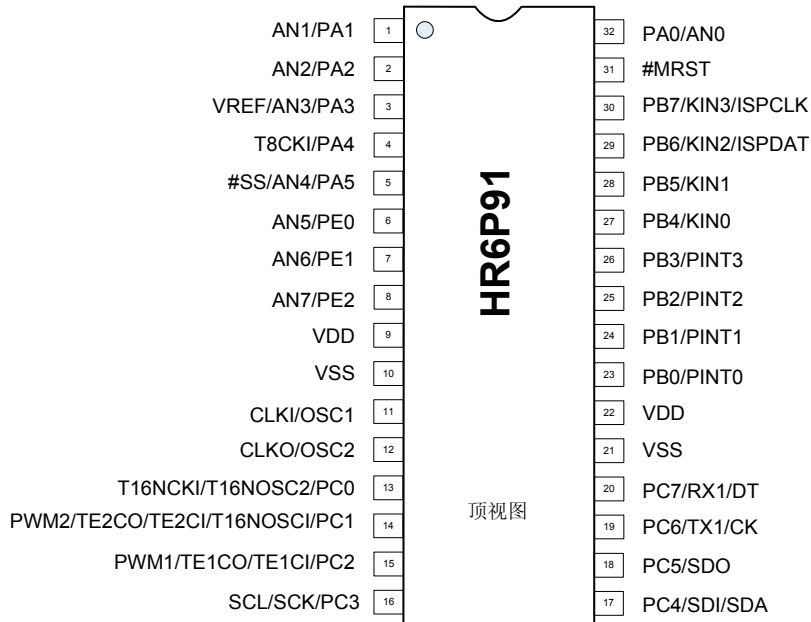 AN1/PA1 1 32 PA0/AN0
AN2/PA2 2 31 #MRST
VREF/AN3/PA3 3 30 PB7/KIN3/ISPCLK
T8CKI/PA4 4 29 PB6/KIN2/ISPDAT
#SS/AN4/PA5 5 28 PB5/KIN1
AN5/PE0 6 27 PB4/KIN0
AN6/PE1 7 26 PB3/PINT3
AN7/PE2 8 25 PB2/PINT2
VDD 9 24 PB1/PINT1
VSS 10 23 PB0/PINT0
CLKI/OSC1 11 22 VDD
CLKO/OSC2 12 21 VSS
T16NCKI/T16NOSC2/PC0 13 20 PC7/RX1/DT
PWM2/TE2CO/TE2CI/T16NOSCI/PC1 14 19 PC6/TX1/CK
PWM1/TE1CO/TE1CI/PC2 15 18 PC5/SDO
SCL/SCK/PC3 16 17 PC4/SDI/SDA
HR6P91
顶视图